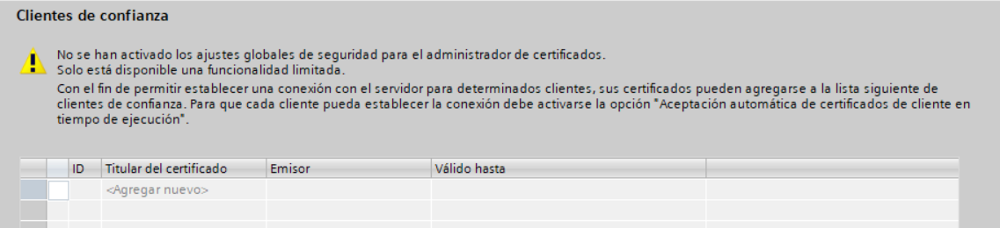 Clientes de confianza
No se han activado los ajustes globales de seguridad para el administrador de certificados.
Solo está disponible una funcionalidad limitada.
Con el fin de permitir establecer una conexión con el servidor para determinados clientes, sus certificados pueden agregarse a la lista siguiente de
clientes de confianza. Para que cada cliente pueda establecer la conexión debe activarse la opción "Aceptación automática de certificados de cliente en
tiempo de ejecución".
ID Titular del certificado Emisor Válido hasta
<Agregar nuevo>